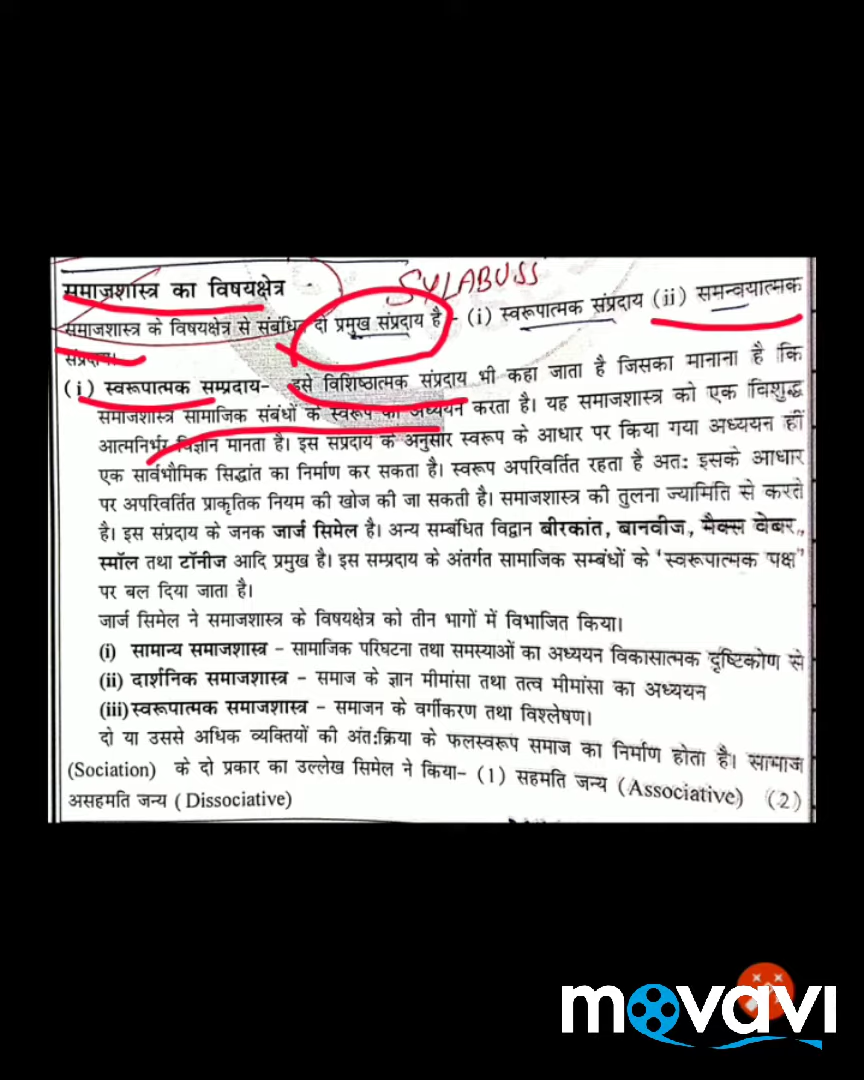 SYLABUSS
समाजशास्त्र का विषयक्षेत्र -
समाजशास्त्र के विषयक्षेत्र से संबंधित दो प्रमुख संप्रदाय है - (i) स्वरूपात्मक संप्रदाय (ii) समन्वयात्मक
संप्रदाय।
(i) स्वरूपात्मक सम्प्रदाय- इसे विशिष्ठात्मक संप्रदाय भी कहा जाता है जिसका मानाना है कि
समाजशास्त्र सामाजिक संबंधों के स्वरूप का अध्ययन करता है। यह समाजशास्त्र को एक विशुद्ध
आत्मनिर्भर विज्ञान मानता है। इस सप्रदाय के अनुसार स्वरूप के आधार पर किया गया अध्ययन ही
एक सार्वभौमिक सिद्धांत का निर्माण कर सकता है। स्वरूप अपरिवर्तित रहता है अत: इसके आधार
पर अपरिवर्तित प्राकृतिक नियम की खोज की जा सकती है। समाजशास्त्र की तुलना ज्यामिति से करते
है। इस संप्रदाय के जनक जार्ज सिमेल है। अन्य सम्बंधित विद्वान बीरकांत, बानवीज, मैक्स वेबर,
स्मॉल तथा टॉनीज आदि प्रमुख है। इस सम्प्रदाय के अंतर्गत सामाजिक सम्बंधों के "स्वरूपात्मक पक्ष"
पर बल दिया जाता है।
जार्ज सिमेल ने समाजशास्त्र के विषयक्षेत्र को तीन भागों में विभाजित किया।
(i) सामान्य समाजशास्त्र - सामाजिक परिघटना तथा समस्याओं का अध्ययन विकासात्मक दृष्टिकोण से
(ii) दार्शनिक समाजशास्त्र - समाज के ज्ञान मीमांसा तथा तत्व मीमांसा का अध्ययन
(iii) स्वरूपात्मक समाजशास्त्र - समाजन के वर्गीकरण तथा विश्लेषण।
दो या उससे अधिक व्यक्तियों की अंत:क्रिया के फलस्वरूप समाज का निर्माण होता है। सामाज
(Sociation) के दो प्रकार का उल्लेख सिमेल ने किया- (1) सहमति जन्य (Associative) (2)
असहमति जन्य (Dissociative)
movavi